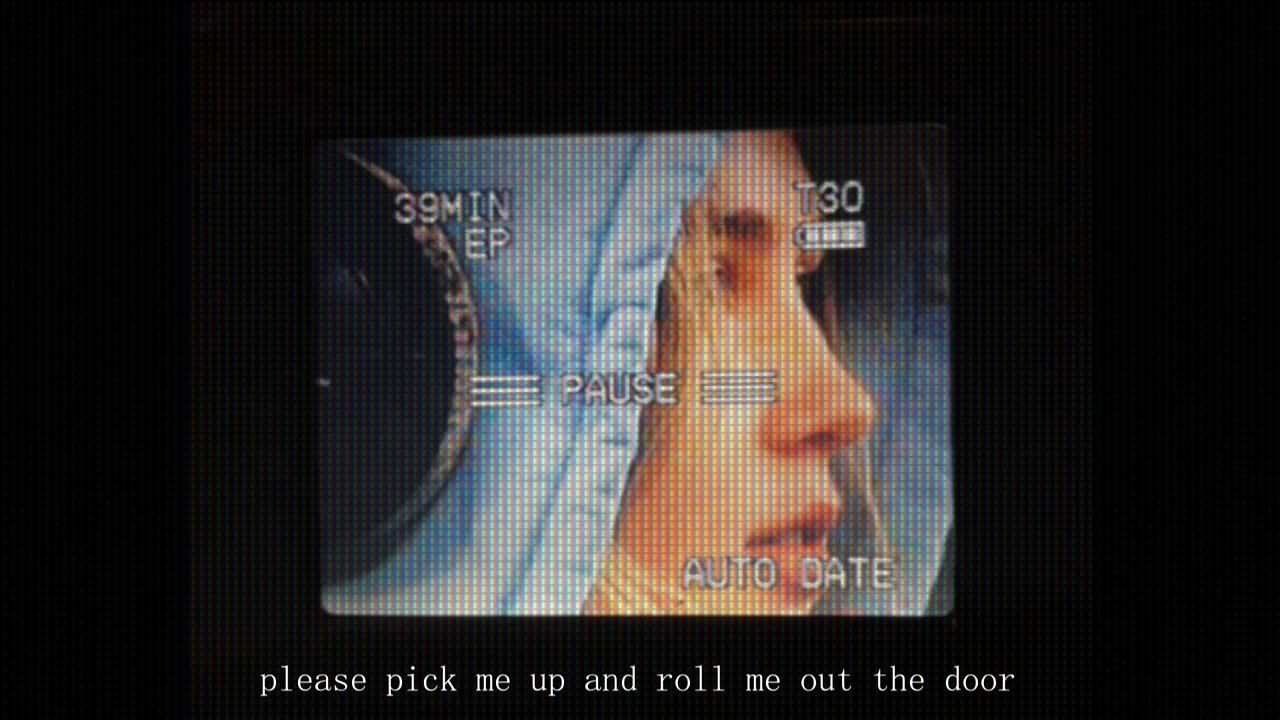 39MIN
T30
EP
PAUSE
AUTO DATE
please pick me up and roll me out the door